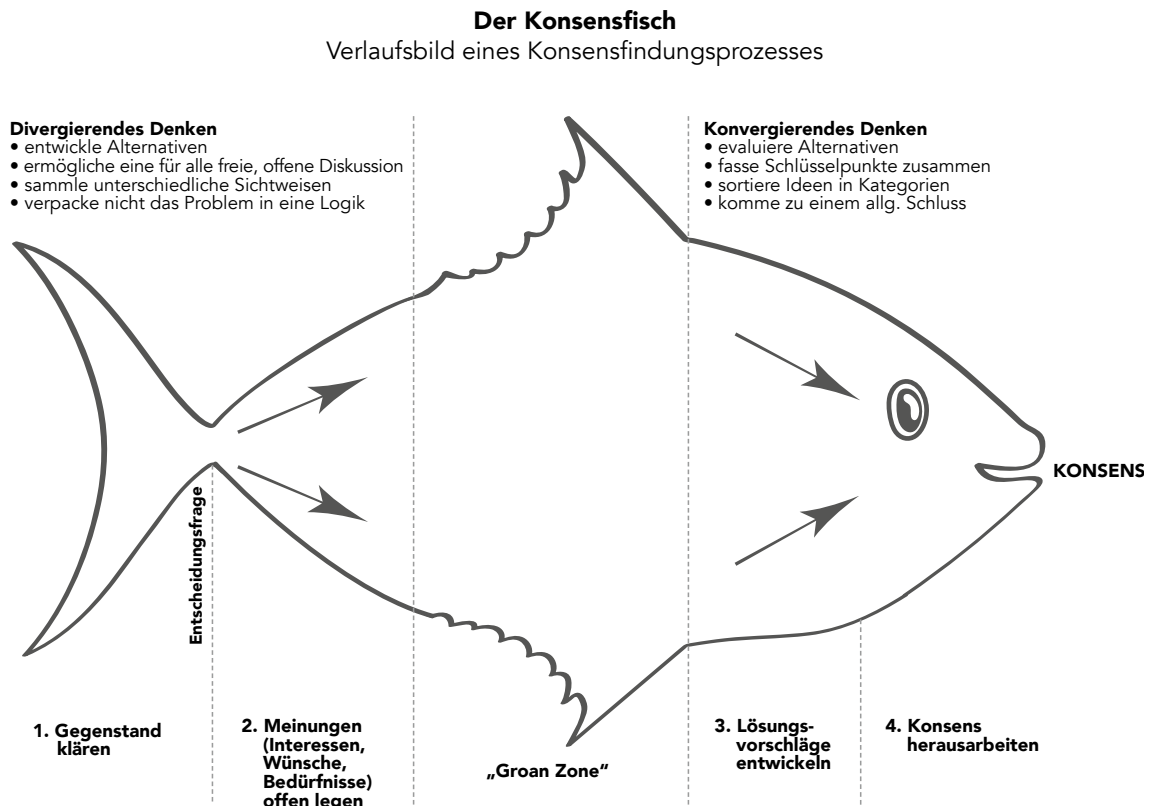 Der Konsensfisch
Verlaufsbild eines Konsensfindungsprozesses
Divergierendes Denken
• entwickle Alternativen
• ermögliche eine für alle freie, offene Diskussion
• sammle unterschiedliche Sichtweisen
• verpacke nicht das Problem in eine Logik
Konvergierendes Denken
• evaluiere Alternativen
• fasse Schlüsselpunkte zusammen
• sortiere Ideen in Kategorien
• komme zu einem allg. Schluss
KONSENS
Entscheidungsfrage
1. Gegenstand
klären
2. Meinungen
(Interessen,
Wünsche,
Bedürfnisse)
offen legen
„Groan Zone“
3. Lösungs-
vorschläge
entwickeln
4. Konsens
herausarbeiten